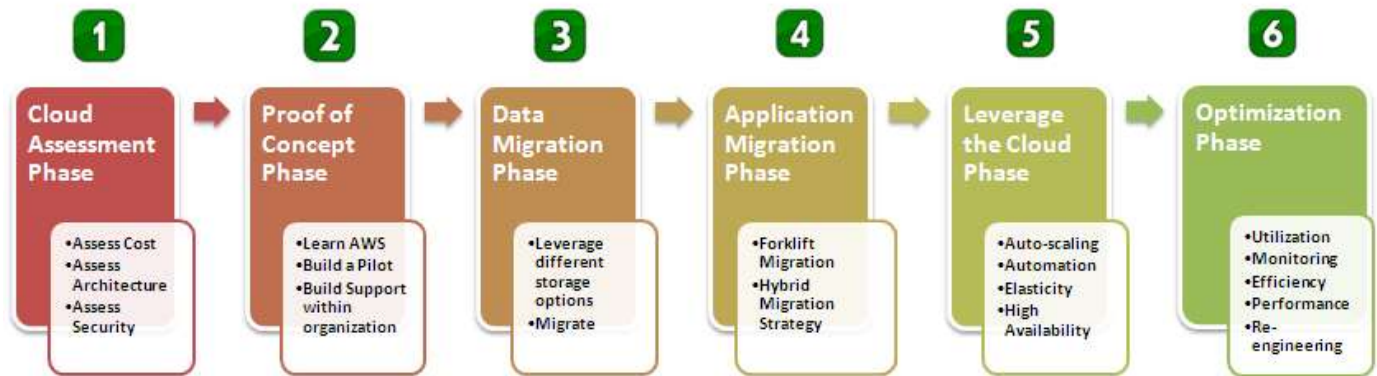 1
2
3
4
5
6
Cloud
Assessment
Phase
•Assess Cost
•Assess
Architecture
•Assess
Security
Proof of
Concept
Phase
•Learn AWS
•Build a Pilot
•Build Support
within
organization
Data
Migration
Phase
•Leverage
different
storage
options
•Migrate
Application
Migration
Phase
•Forklift
Migration
•Hybrid
Migration
Strategy
Leverage
the Cloud
Phase
•Auto-scaling
•Automation
•Elasticity
•High
Availability
Optimization
Phase
•Utilization
•Monitoring
•Efficiency
•Performance
•Re-
engineering